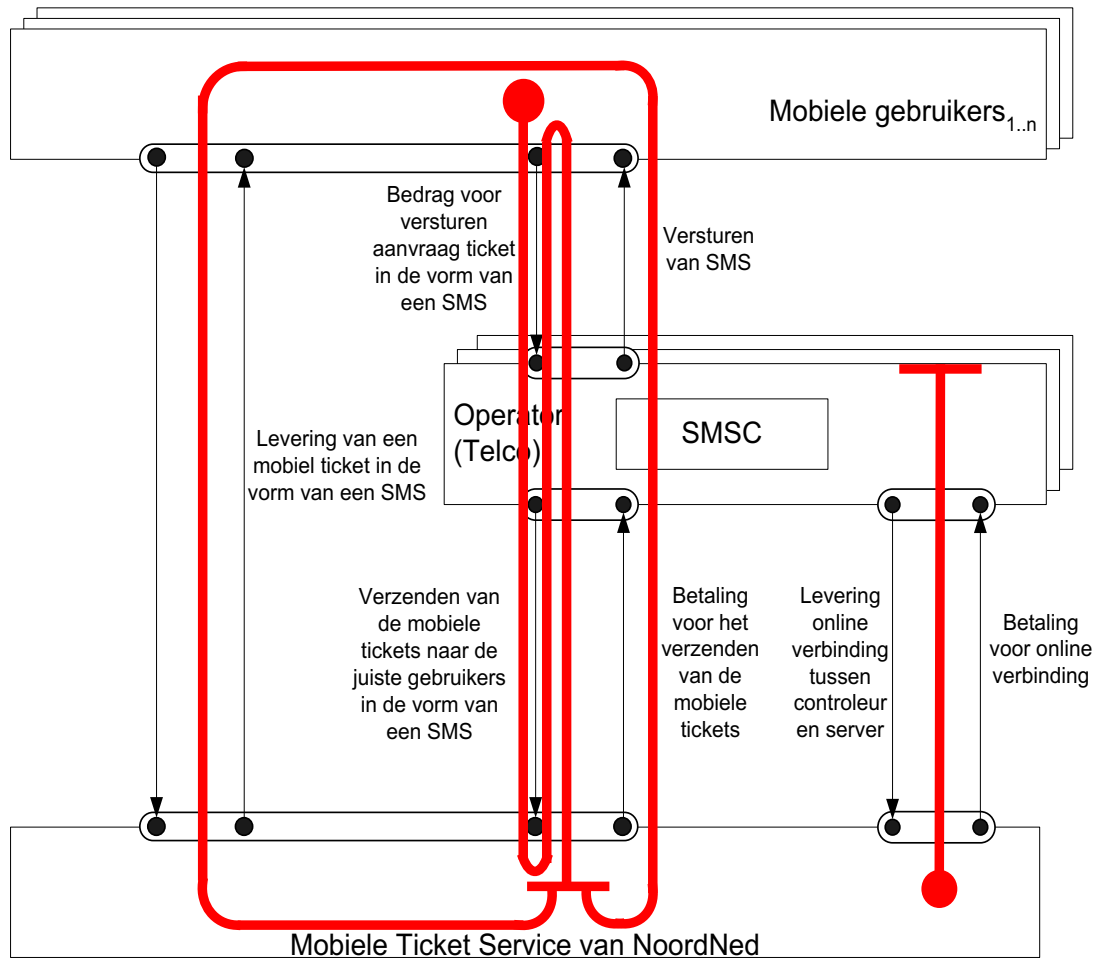 Mobiele gebruikers1..n
Bedrag voor
versturen
aanvraag ticket
in de vorm van
een SMS
Versturen
van SMS
Operator
(Telco)
SMSC
Levering van een
mobiel ticket in de
vorm van een SMS
Verzenden van
de mobiele
tickets naar de
juiste gebruikers
in de vorm van
een SMS
Betaling
voor het
verzenden
van de
mobiele
tickets
Levering
online
verbinding
tussen
controleur
en server
Betaling
voor online
verbinding
Mobiele Ticket Service van NoordNed